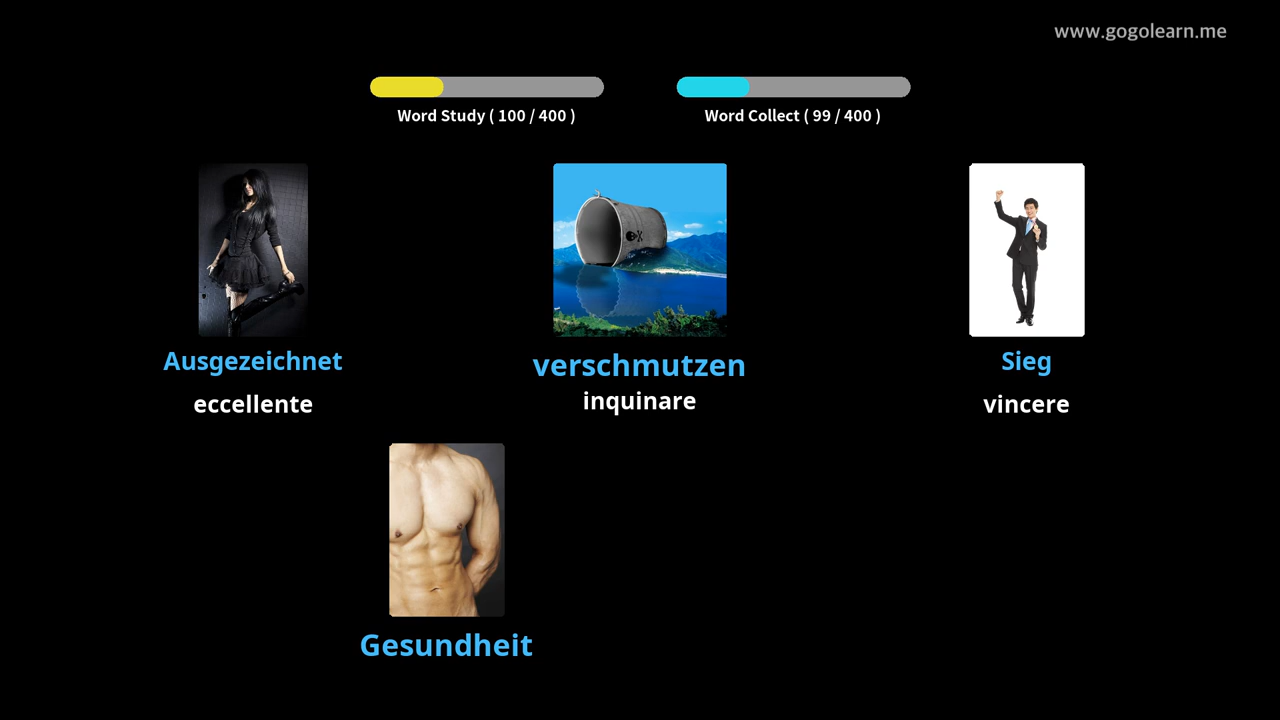 www.gogolearn.me
Word Study ( 100 / 400 )
Word Collect ( 99 / 400 )
Ausgezeichnet
eccellente
verschmutzen
inquinare
Sieg
vincere
Gesundheit